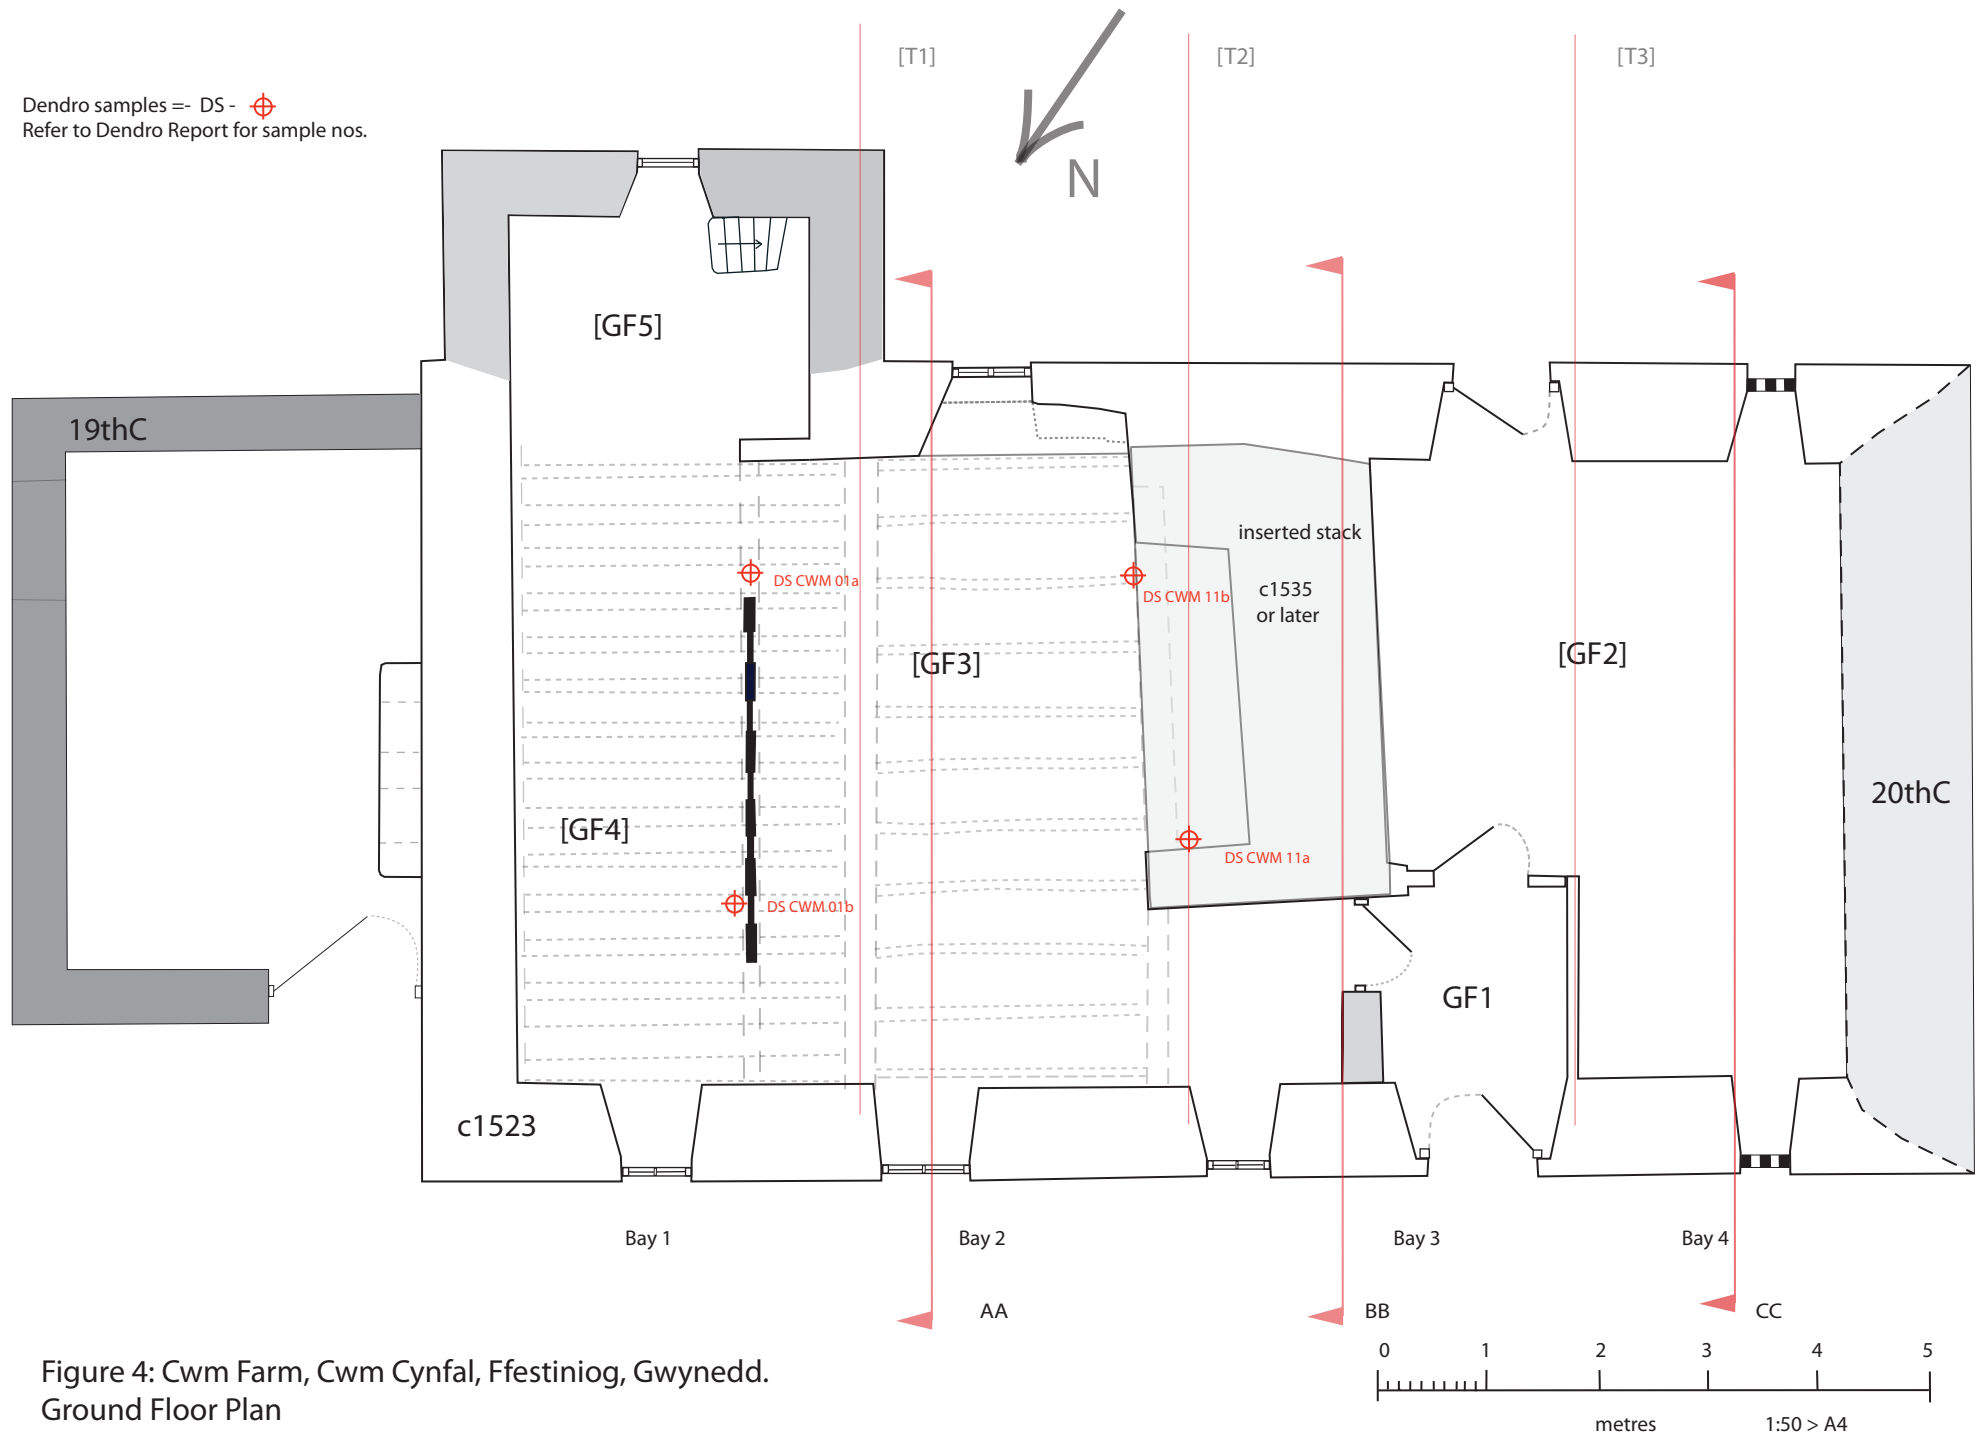 [T1]
[T2]
[T3]
Dendro samples =- DS -
Refer to Dendro Report for sample nos.
N
[GF5]
19thC
inserted stack
DS CWM 01a
DS CWM 11b
c1535
or later
[GF3]
[GF2]
20thC
[GF4]
DS CWM 11a
DS CWM 01b
GF1
c1523
Bay 1
Bay 2
Bay 3
Bay 4
AA
BB
CC
0 1 2 3 4 5
Figure 4: Cwm Farm, Cwm Cynfal, Ffestiniog, Gwynedd.
Ground Floor Plan
metres
1:50 > A4